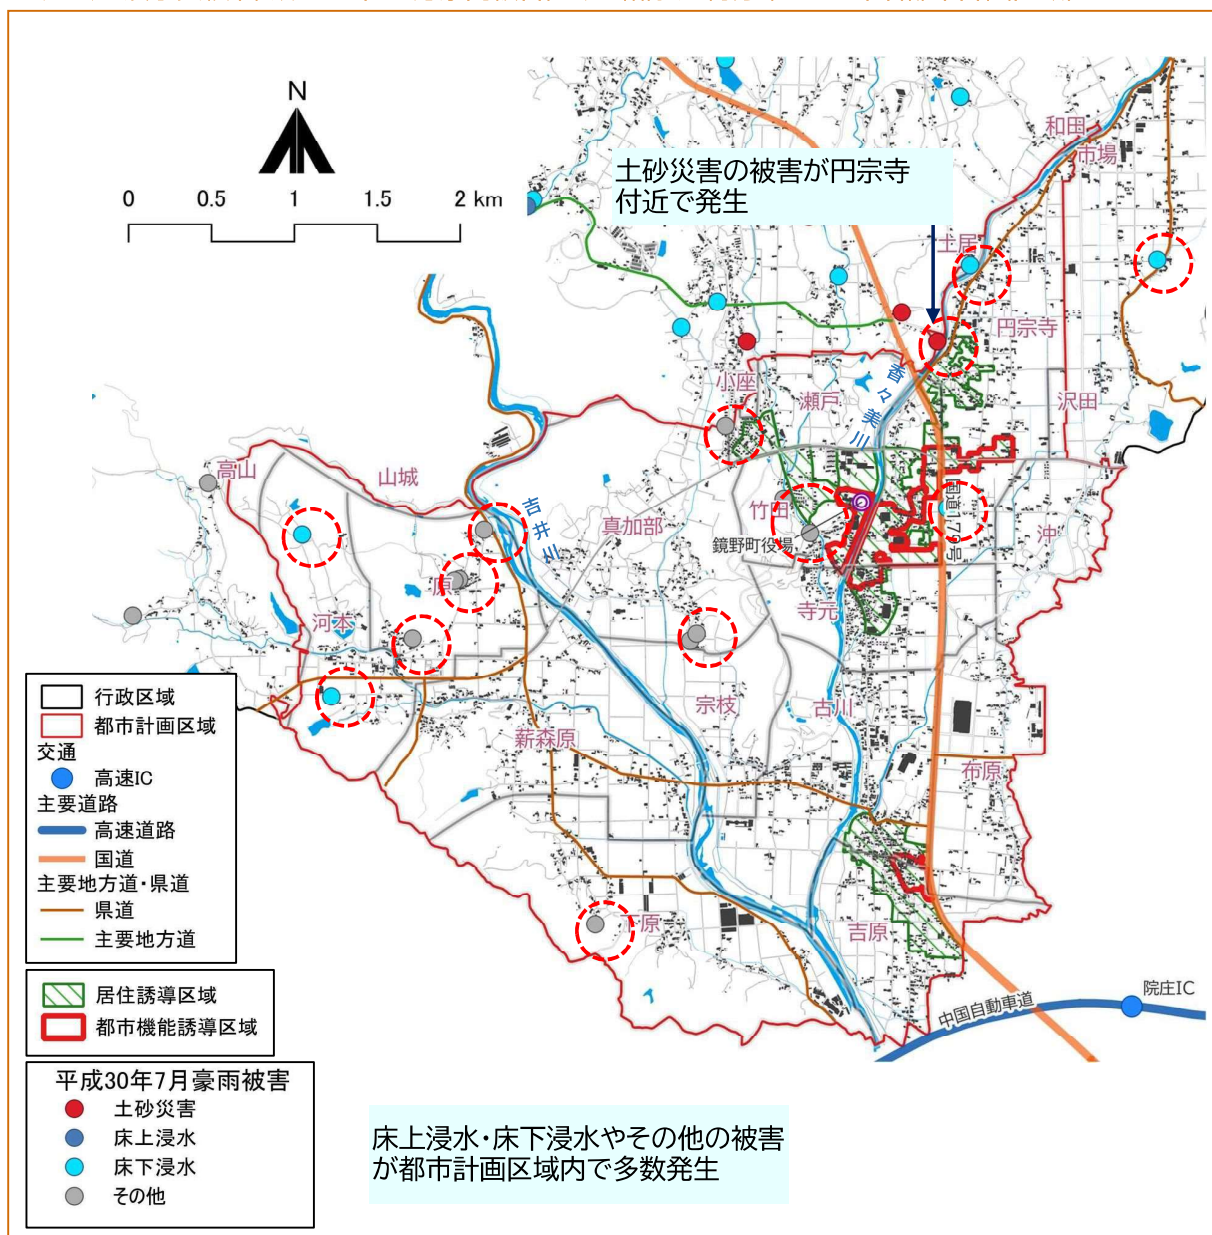 N
0 0.5 1 1.5 2 km
土砂災害の被害が円宗寺
付近で発生
和田
市場
土居
円宗寺
小座
瀬戸
香々美川
沢田
高山
山城
吉井川
真加部
竹田
鏡野町役場
国道179号
沖
原
河本
寺元
宗枝
古川
薪森原
布原
下原
吉原
中国自動車道
院庄IC
行政区域
都市計画区域
交通
高速IC
主要道路
高速道路
国道
主要地方道・県道
県道
主要地方道
居住誘導区域
都市機能誘導区域
平成30年7月豪雨被害
土砂災害
床上浸水
床下浸水
その他
床上浸水・床下浸水やその他の被害
が都市計画区域内で多数発生